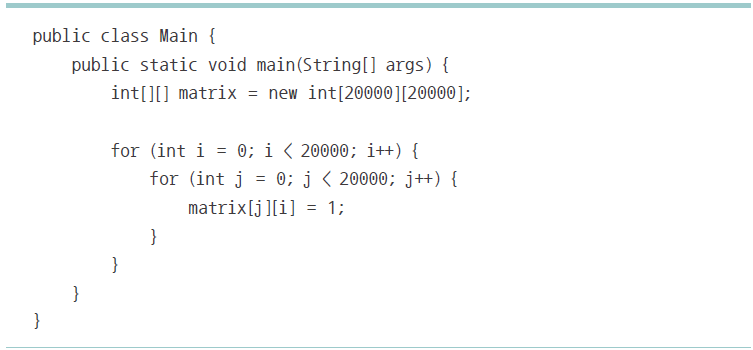 public class Main {
    public static void main(String[] args) {
        int[][] matrix = new int[20000][20000];

        for (int i = 0; i < 20000; i++) {
            for (int j = 0; j < 20000; j++) {
                matrix[j][i] = 1;
            }
        }
    }
}